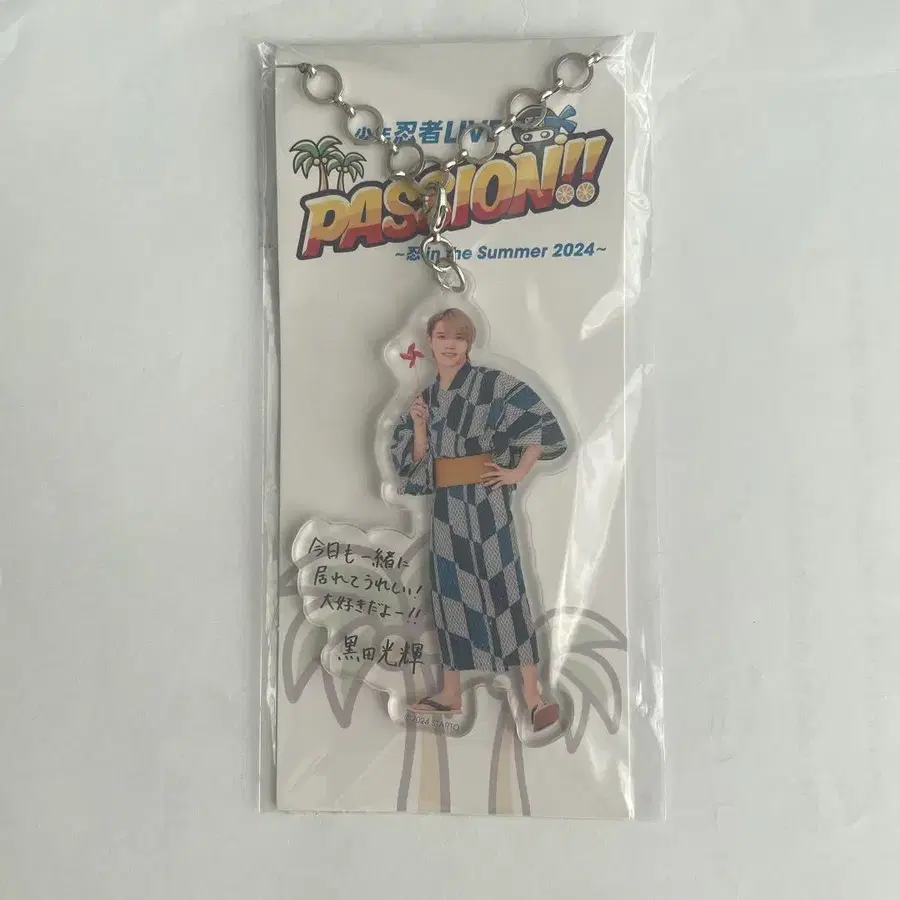 少年忍者LIVE
PASSION!!
~忍 in the Summer 2024~
今日も一緒に
居れてうれしい!
大好きだよー!!
黒田光輝
©2024 STARTO